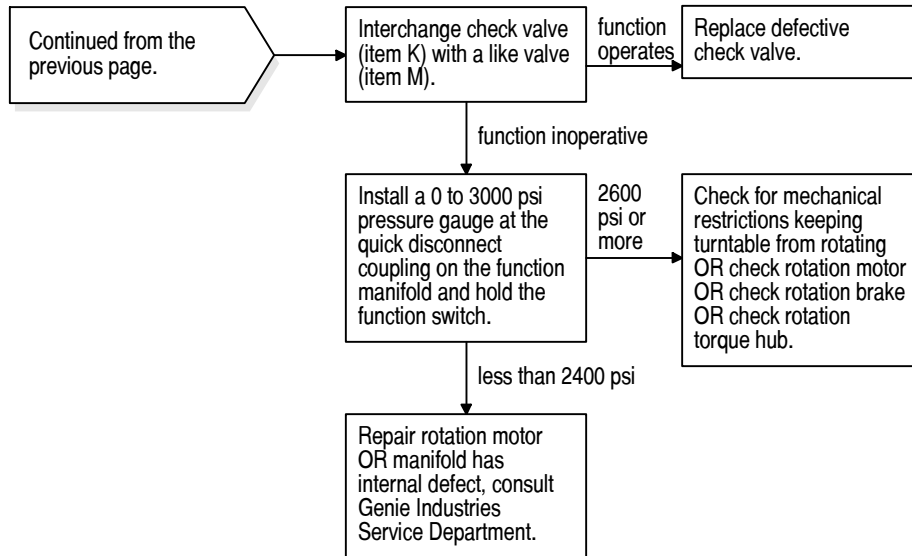 Continued from the
previous page.
Interchange check valve
(item K) with a like valve
(item M).
function
operates
Replace defective
check valve.
function inoperative
Install a 0 to 3000 psi
pressure gauge at the
quick disconnect
coupling on the function
manifold and hold the
function switch.
2600
psi or
more
Check for mechanical
restrictions keeping
turntable from rotating
OR check rotation motor
OR check rotation brake
OR check rotation
torque hub.
less than 2400 psi
Repair rotation motor
OR manifold has
internal defect, consult
Genie Industries
Service Department.